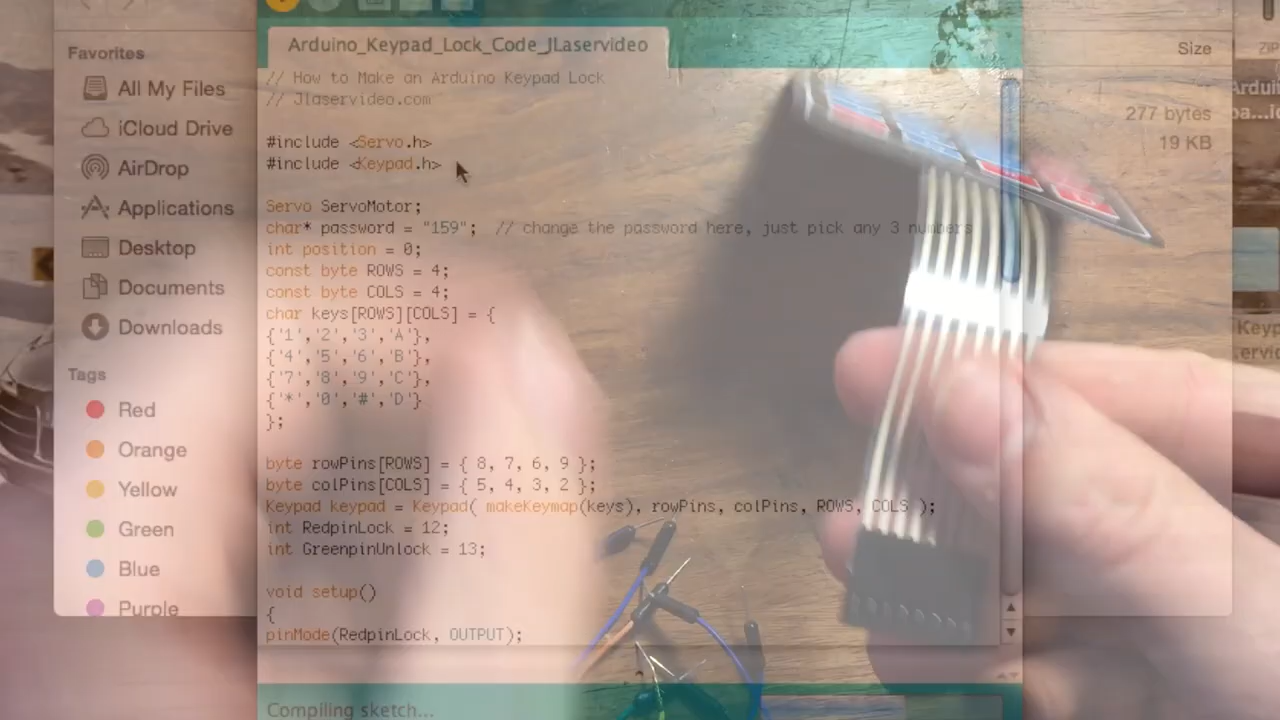 Favorites
All My Files
iCloud Drive
AirDrop
Applications
Desktop
Documents
Downloads
Tags
Red
Orange
Yellow
Green
Blue
Purple
Arduino_Keypad_Lock_Code_JLaservideo
// How to Make an Arduino Keypad Lock
// Jlaservideo.com
#include <Servo.h>
#include <Keypad.h>
Servo ServoMotor;
char* password = "159";  // change the password here, just pick any 3 numbers
int position = 0;
const byte ROWS = 4;
const byte COLS = 4;
char keys[ROWS][COLS] = {
{'1','2','3','A'},
{'4','5','6','B'},
{'7','8','9','C'},
{'*','0','#','D'}
};
byte rowPins[ROWS] = { 8, 7, 6, 9 };
byte colPins[COLS] = { 5, 4, 3, 2 };
Keypad keypad = Keypad( makeKeymap(keys), rowPins, colPins, ROWS, COLS );
int RedpinLock = 12;
int GreenpinUnlock = 13;
void setup()
{
pinMode(RedpinLock, OUTPUT);
Compiling sketch...
Size
277 bytes
19 KB